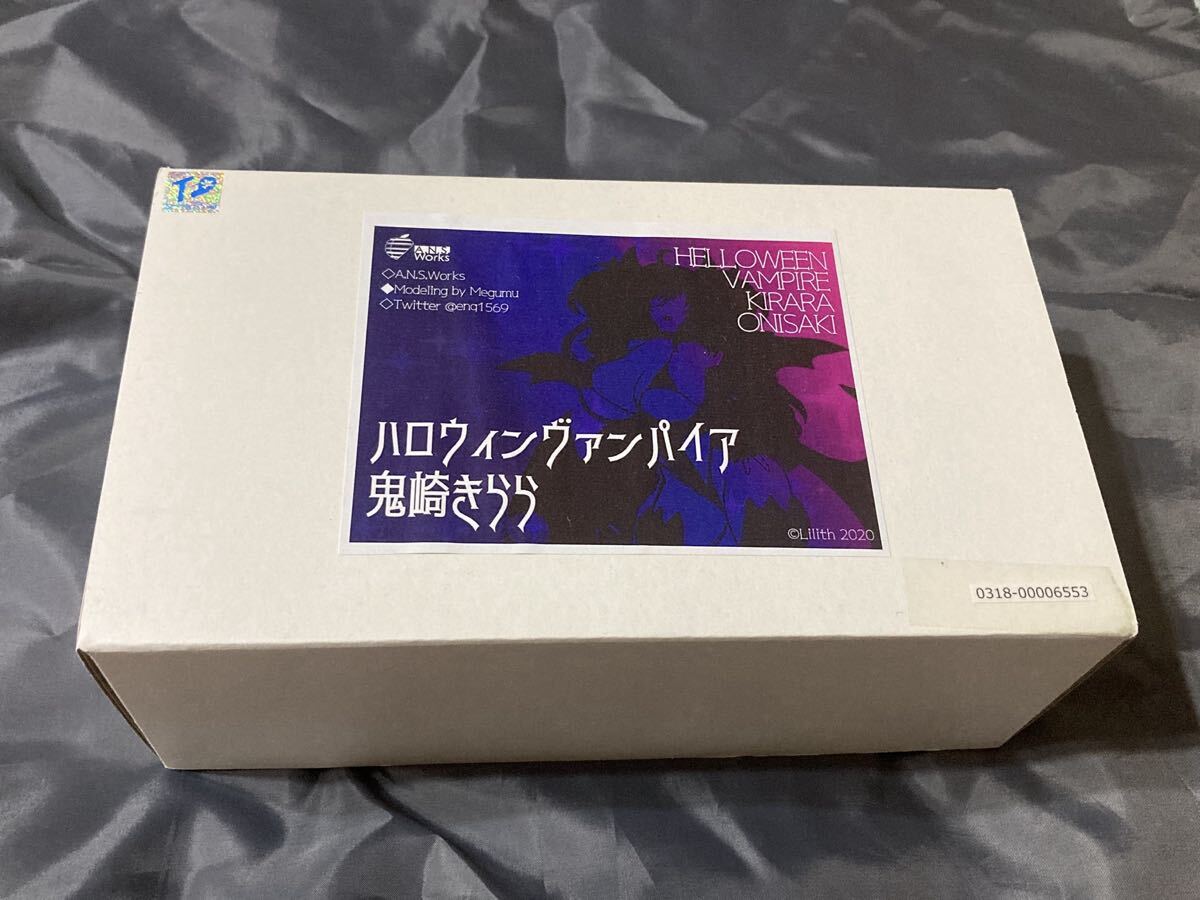 TD
A.N.S.
Works
◇A.N.S.Works
◆Modeling by Megumu
◇Twitter @enq1569
HELLOWEEN
VAMPIRE
KIRARA
ONISAKI
ハロウィンヴァンパイア
鬼崎きらら
©Lilith 2020
0318-00006553